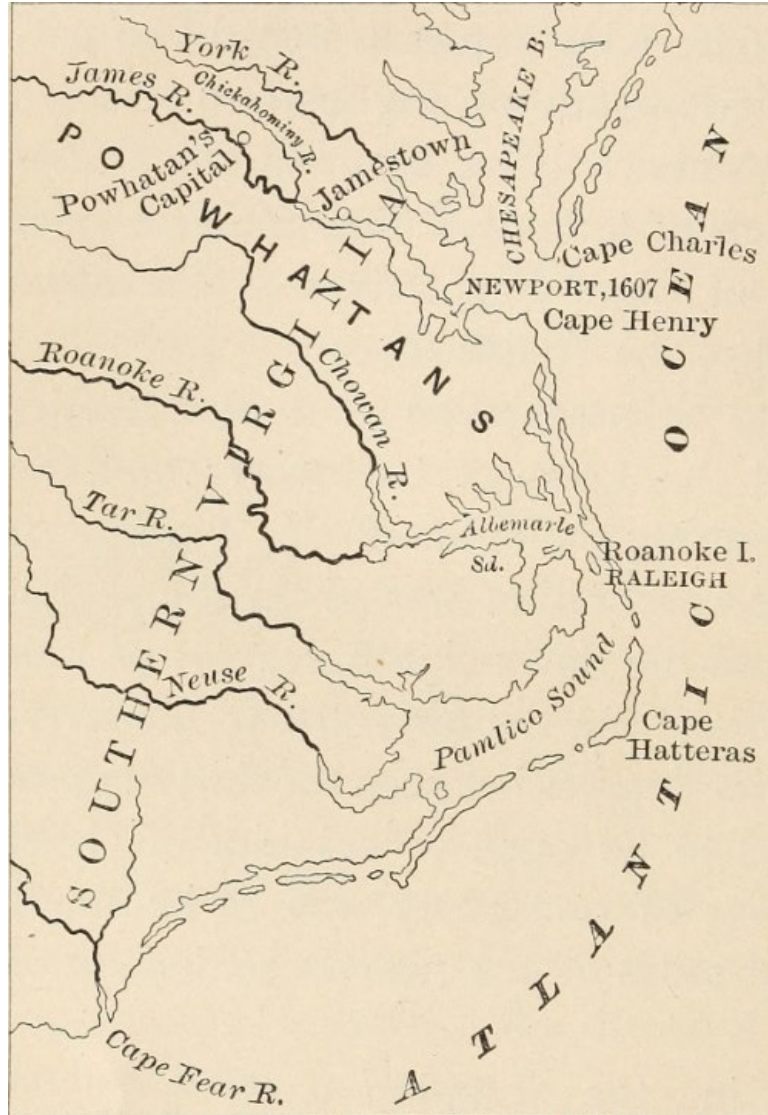 York R.
James R.
Chickahominy R.
CHESAPEAKE B.
Powhatan's
Capital
Jamestown
POWHATANS
Cape Charles
NEWPORT, 1607
Cape Henry
Chowan R.
Roanoke R.
Tar R.
Albemarle
Sd.
Roanoke I.
RALEIGH
SOUTHERN VIRGINIA
Neuse R.
Pamlico Sound
Cape
Hatteras
ATLANTIC OCEAN
Cape Fear R.